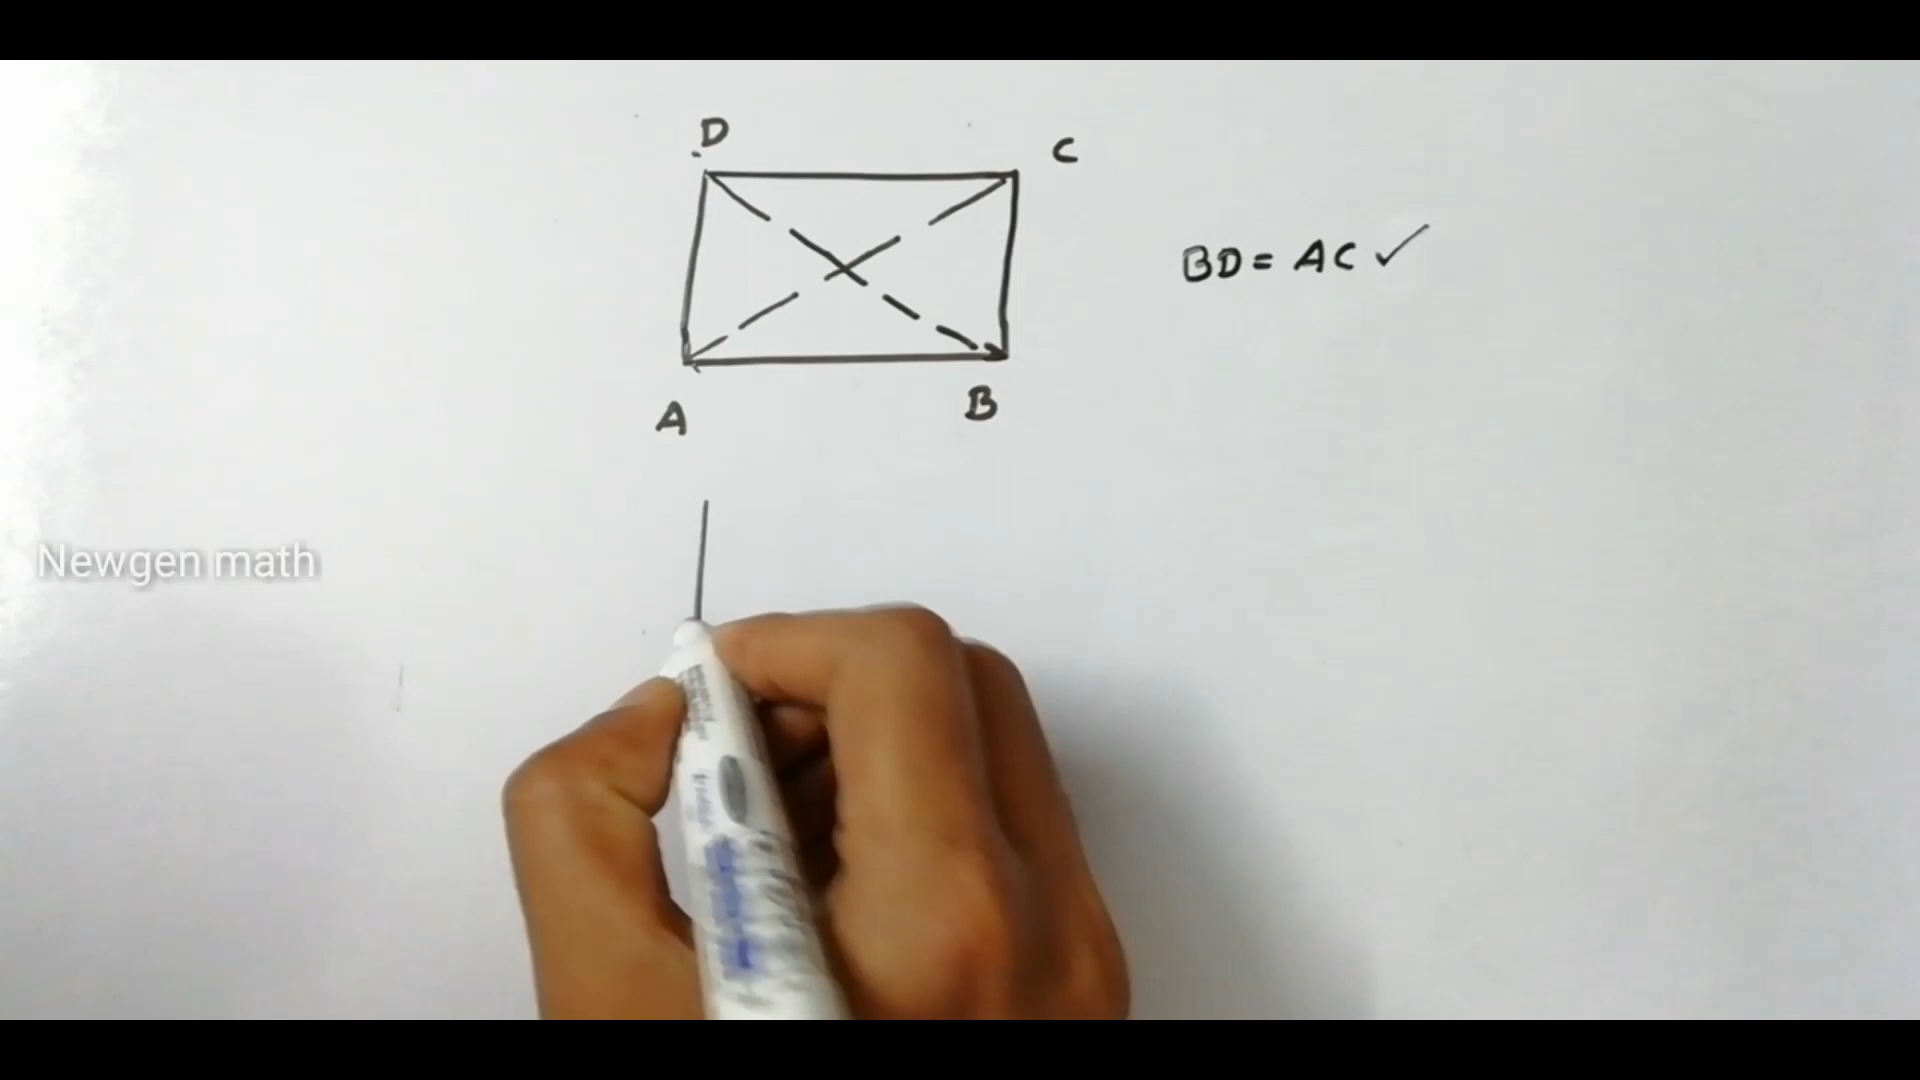 D
C
BD = AC ✓
A
B
Newgen math